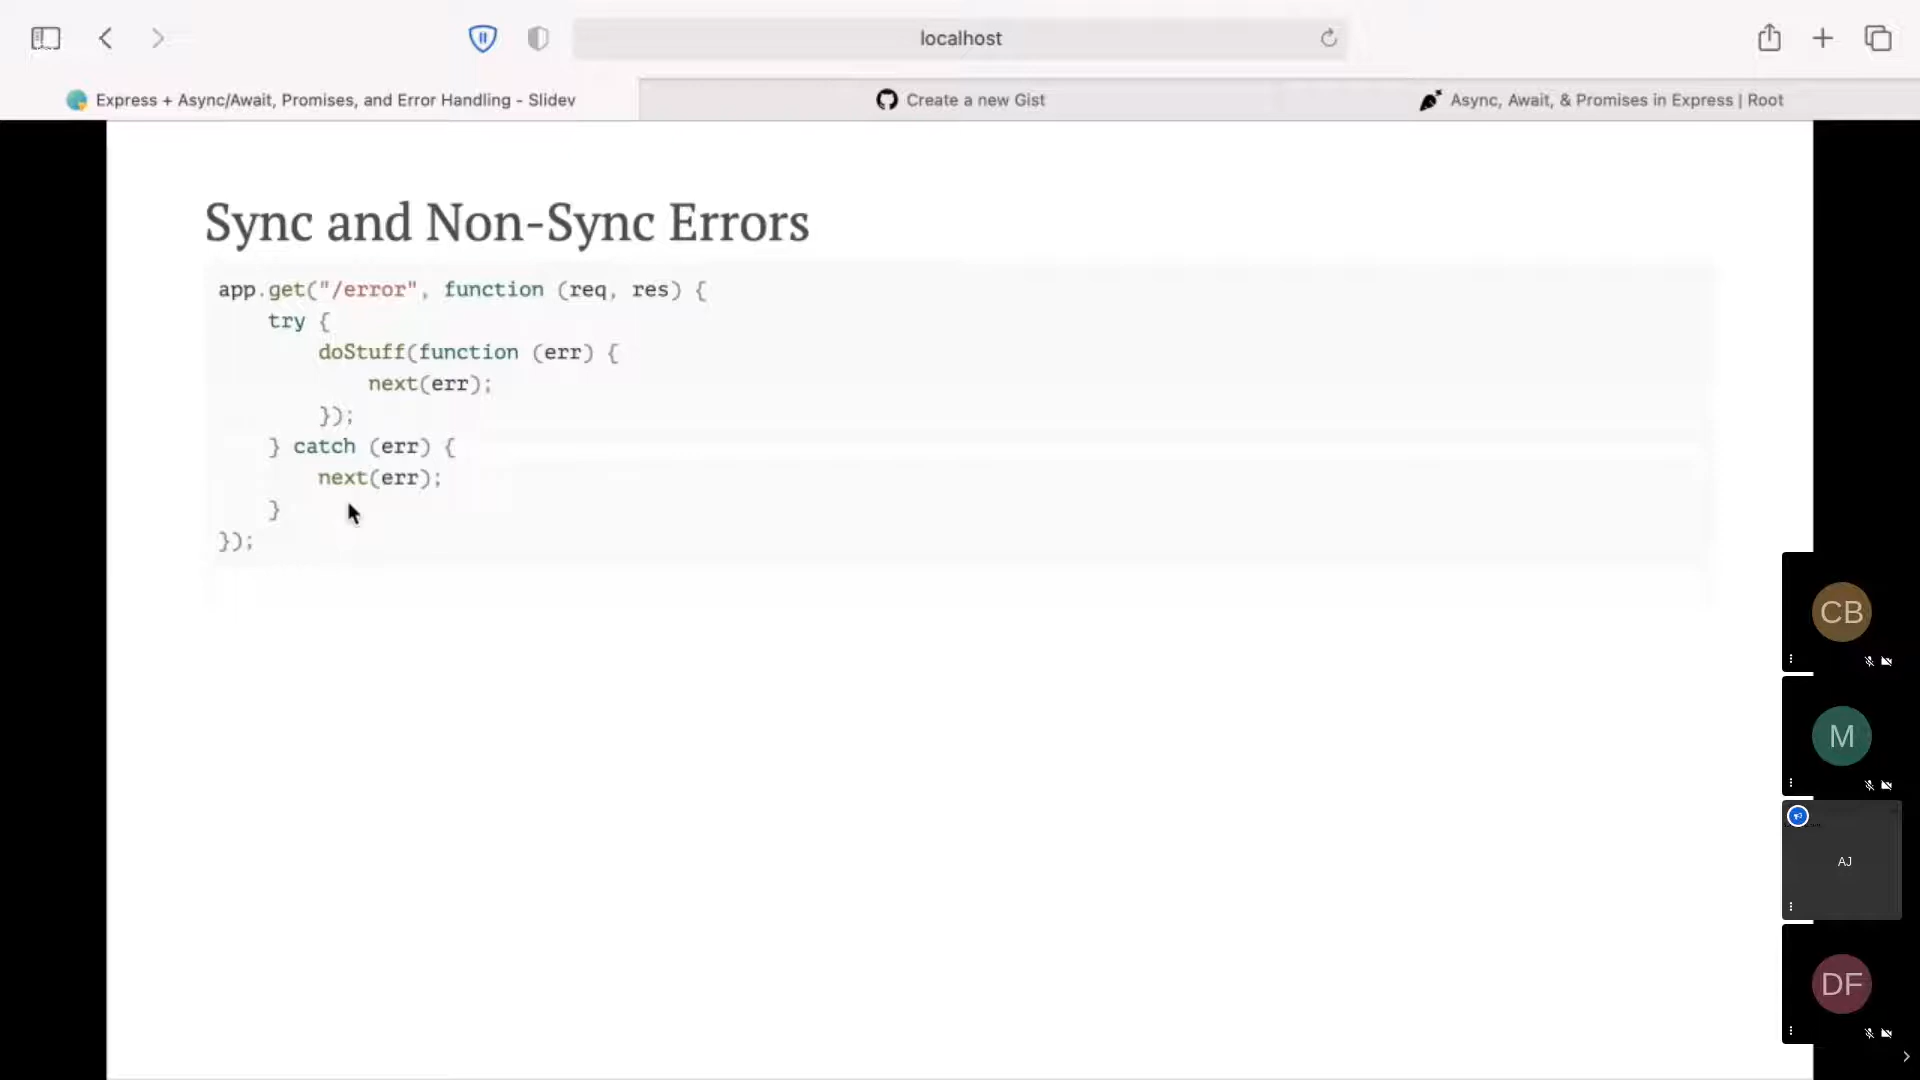 localhost
Express + Async/Await, Promises, and Error Handling - Slidev
Create a new Gist
Async, Await, & Promises in Express | Root
Sync and Non-Sync Errors
app.get("/error", function (req, res) {
    try {
        doStuff(function (err) {
            next(err);
        });
    } catch (err) {
        next(err);
    }
});
CB
M
AJ
DF